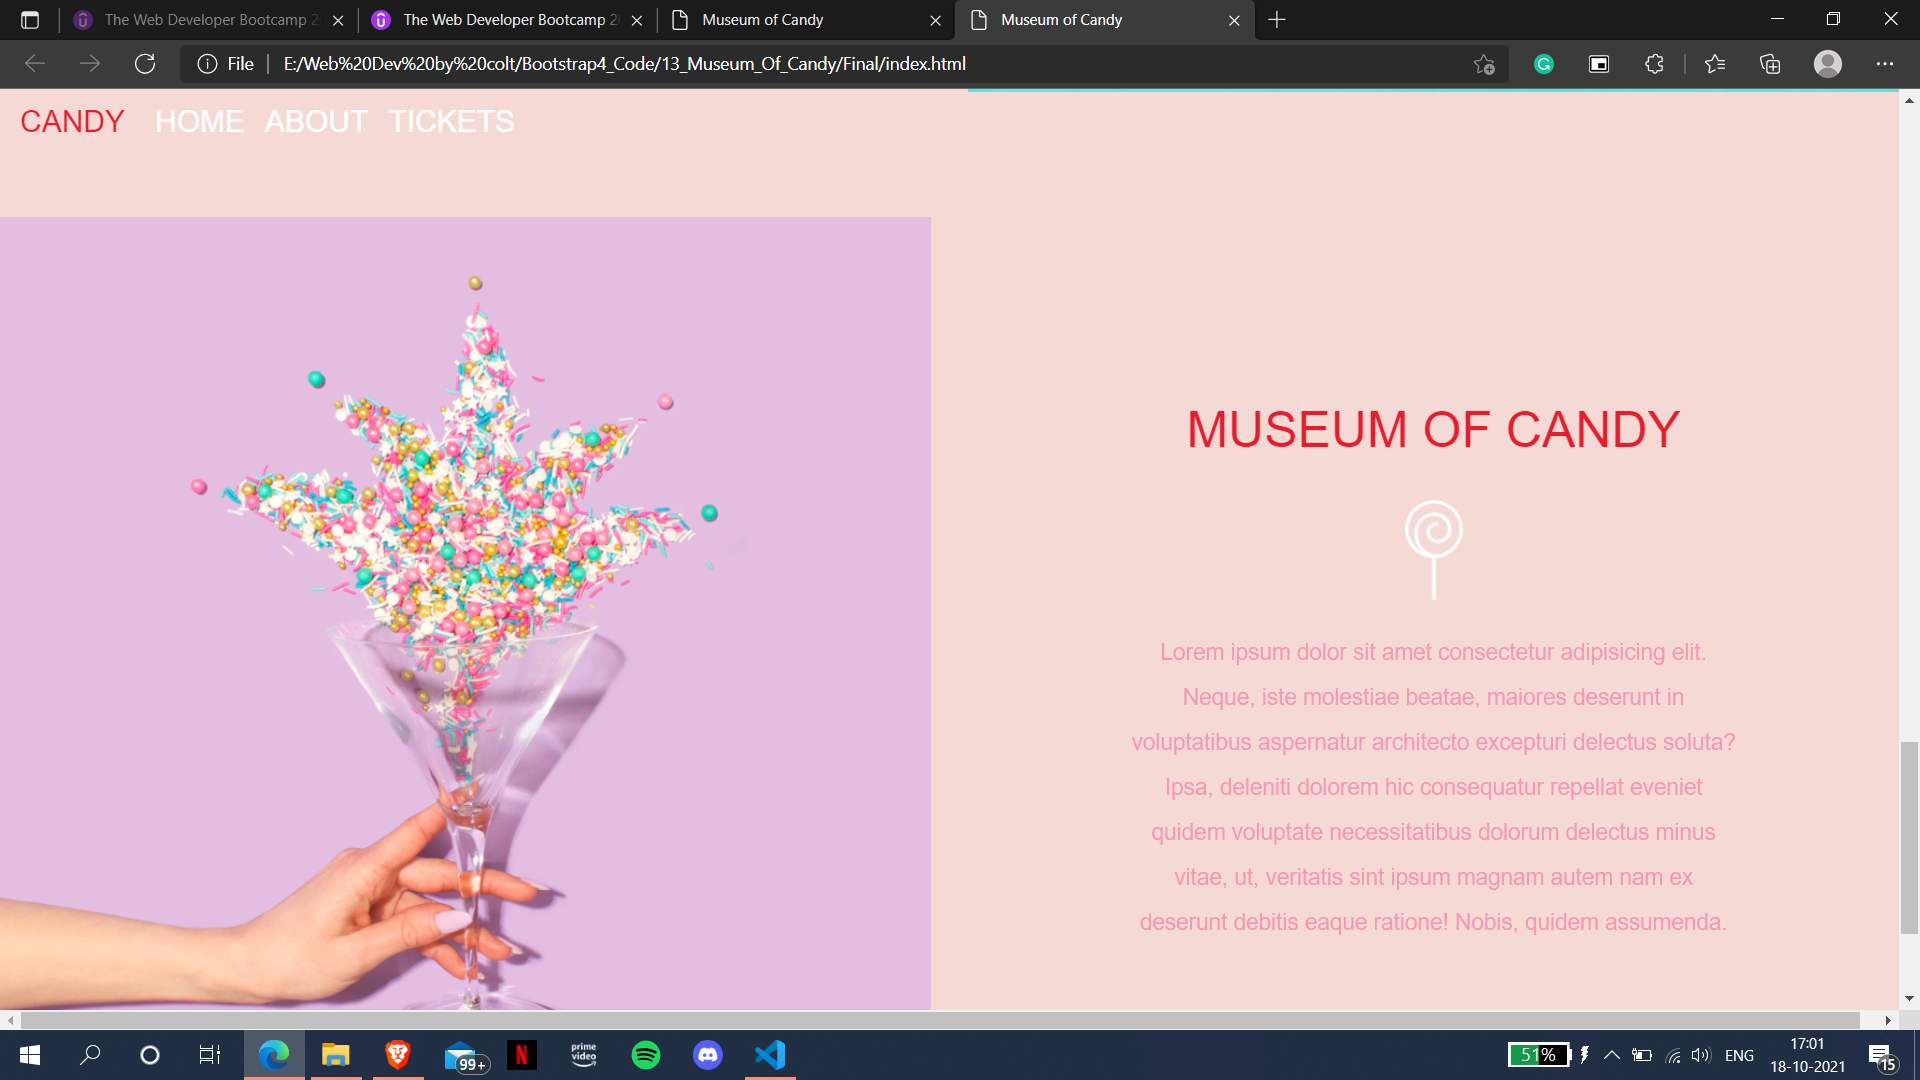 The Web Developer Bootcamp 2
The Web Developer Bootcamp 20
Museum of Candy
Museum of Candy
File
E:/Web%20Dev%20by%20colt/Bootstrap4_Code/13_Museum_Of_Candy/Final/index.html
CANDY HOME ABOUT TICKETS
MUSEUM OF CANDY
Lorem ipsum dolor sit amet consectetur adipisicing elit.
Neque, iste molestiae beatae, maiores deserunt in
voluptatibus aspernatur architecto excepturi delectus soluta?
Ipsa, deleniti dolorem hic consequatur repellat eveniet
quidem voluptate necessitatibus dolorum delectus minus
vitae, ut, veritatis sint ipsum magnam autem nam ex
deserunt debitis eaque ratione! Nobis, quidem assumenda.
99+
N
prime video
51%
ENG
17:01
18-10-2021
15